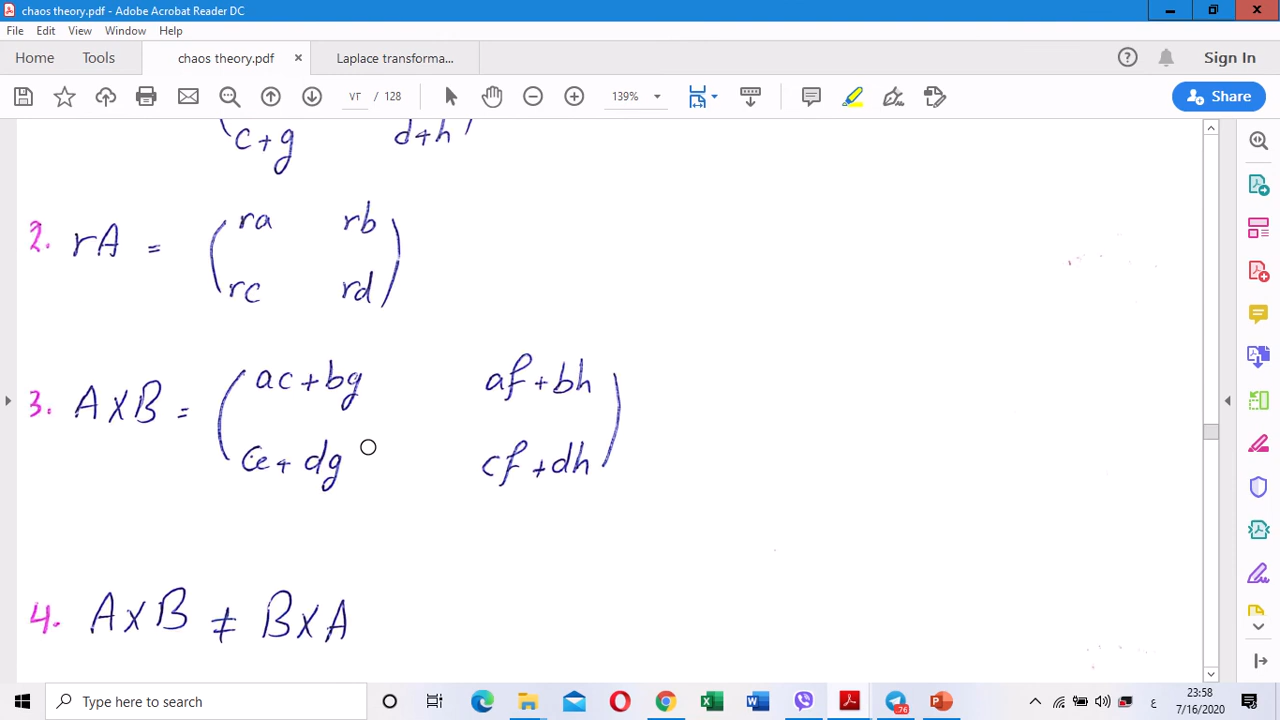 chaos theory.pdf - Adobe Acrobat Reader DC
File Edit View Window Help
Home Tools chaos theory.pdf × Laplace transforma... Sign In
٧٣ / 128 139% Share
c+g d+h
2. rA = ra rb
rc rd
3. A×B = ac+bg af+bh
ce+dg cf+dh
4. A×B ≠ B×A
Type here to search
76
23:58
ع 7/16/2020